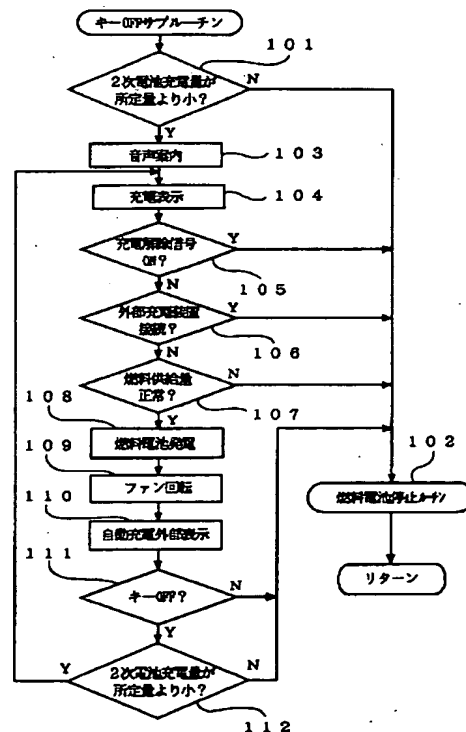 キーOFFサブルーチン
101
2次電池充電量が
所定量より小?
N
Y
音声案内
103
充電表示
104
充電解除信号
ON?
Y
105
N
外部充電装置
接続?
Y
106
N
燃料供給量
正常?
N
107
Y
108
燃料電池発電
109
ファン回転
110
自動充電外部表示
111
キーOFF?
N
Y
2次電池充電量が
所定量より小?
Y
N
112
102
燃料電池停止ルーチン
リターン